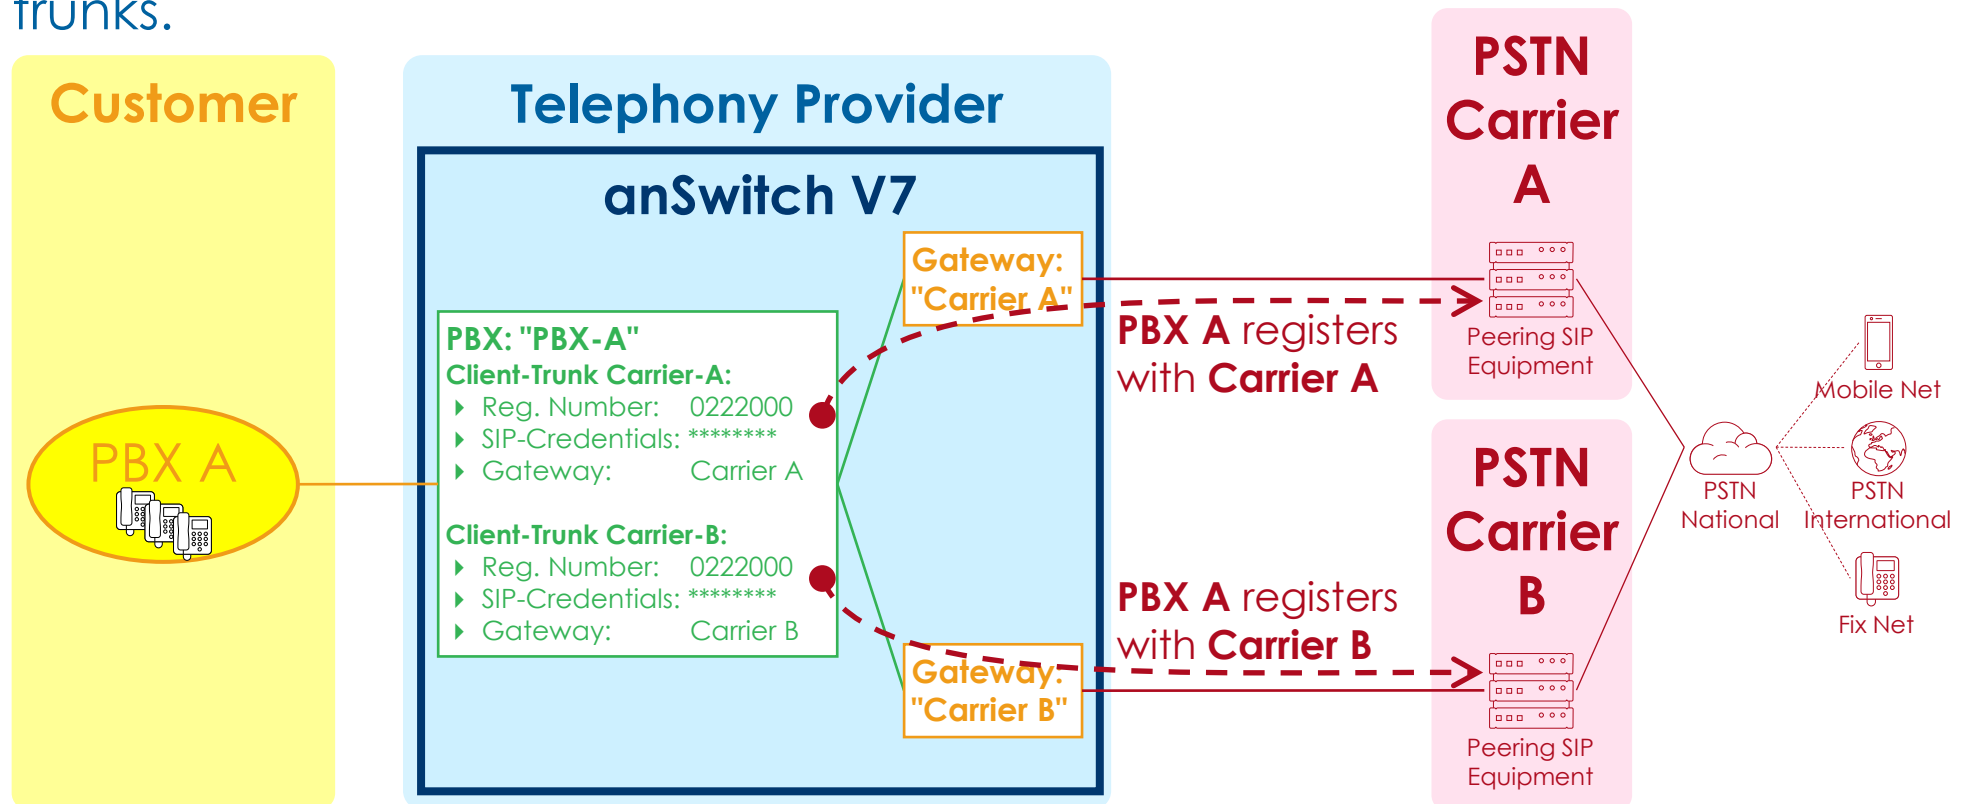 trunks.
Customer
PBX A
Telephony Provider
anSwitch V7
PBX: "PBX-A"
Client-Trunk Carrier-A:
Reg. Number: 0222000
SIP-Credentials: ********
Gateway: Carrier A
Client-Trunk Carrier-B:
Reg. Number: 0222000
SIP-Credentials: ********
Gateway: Carrier B
Gateway:
"Carrier A"
Gateway:
"Carrier B"
PBX A registers
with Carrier A
PBX A registers
with Carrier B
PSTN
Carrier
A
Peering SIP
Equipment
PSTN
Carrier
B
Peering SIP
Equipment
PSTN
National
Mobile Net
PSTN
International
Fix Net